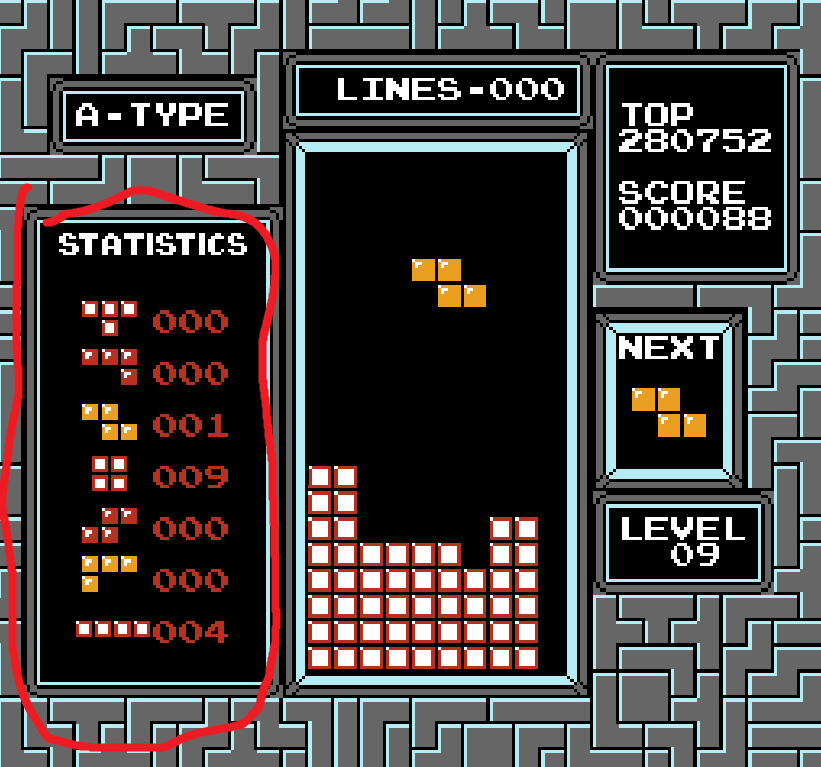 A-TYPE
LINES-000
TOP
280752
SCORE
000088
STATISTICS
000
000
001
009
000
000
004
NEXT
LEVEL
09